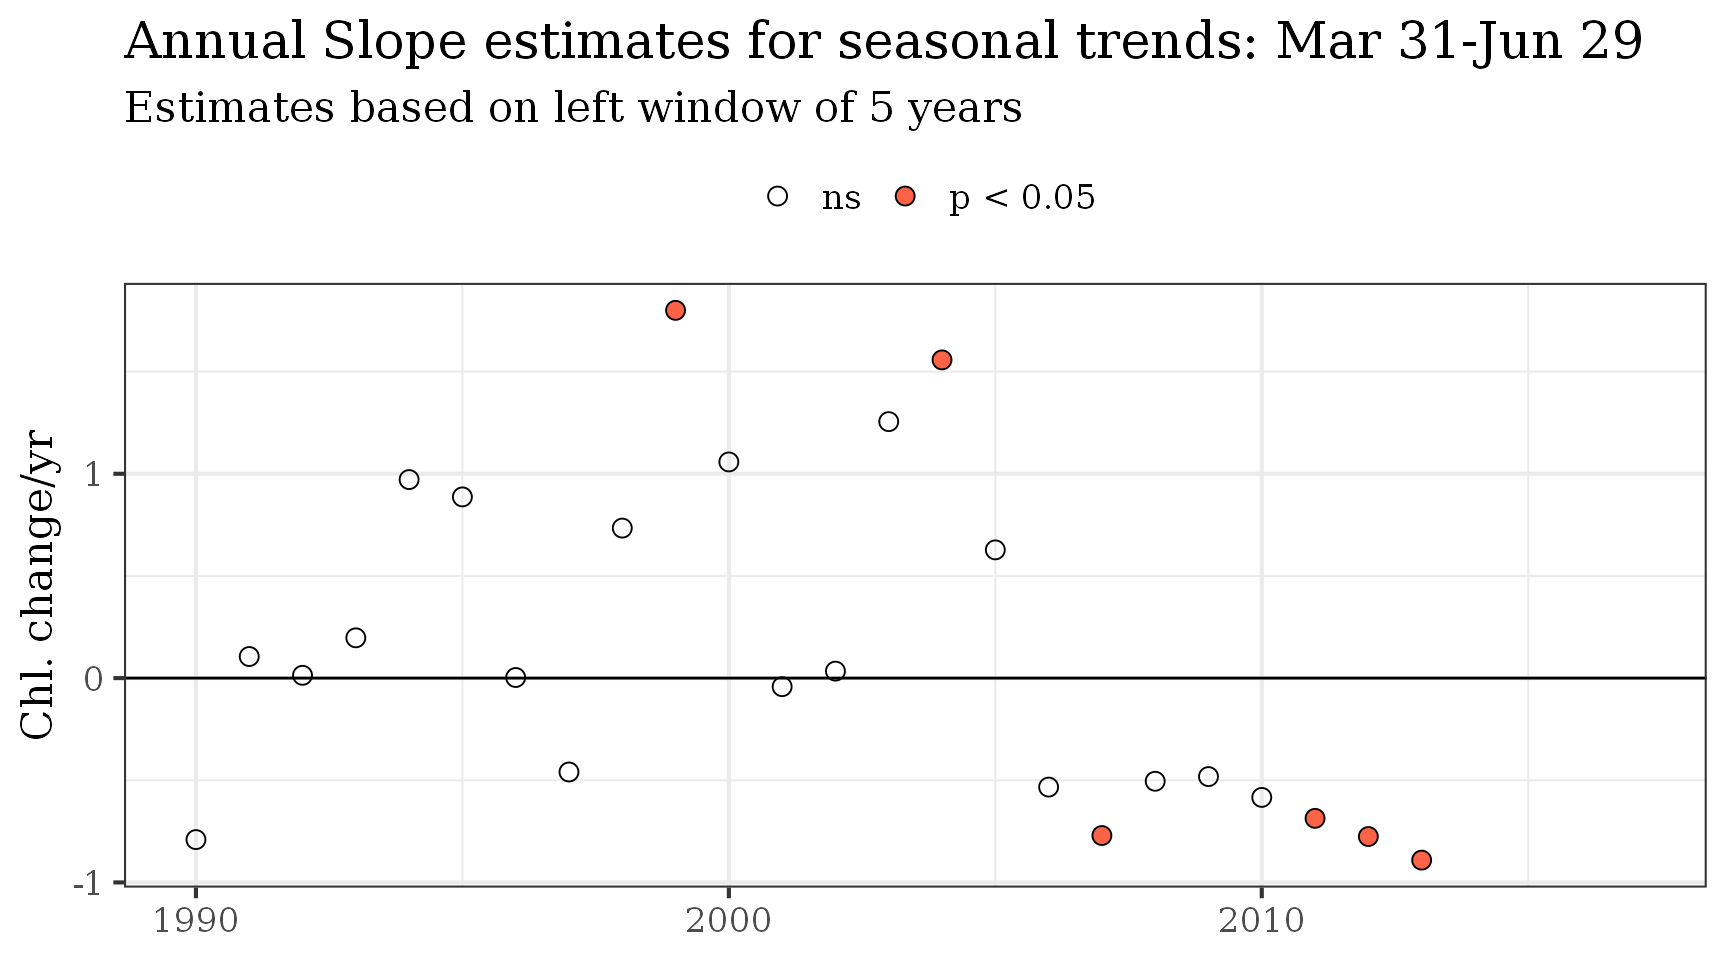 Annual Slope estimates for seasonal trends: Mar 31-Jun 29
Estimates based on left window of 5 years
ns p < 0.05
Chl. change/yr
1
0
-1
1990 2000 2010